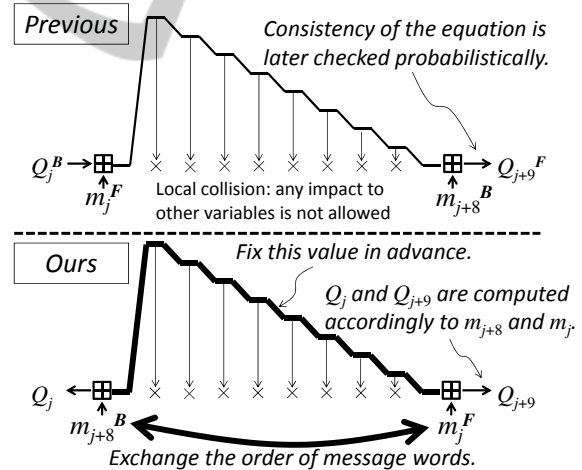 Previous
Consistency of the equation is
later checked probabilistically.
Q_j^B
m_j^F
× × × × × × × ×
Local collision: any impact to
other variables is not allowed
Q_{j+9}^F
m_{j+8}^B
Ours
Fix this value in advance.
Q_j and Q_{j+9} are computed
accordingly to m_{j+8} and m_j.
Q_j
m_{j+8}^B
× × × × × × × ×
Q_{j+9}
m_j^F
Exchange the order of message words.